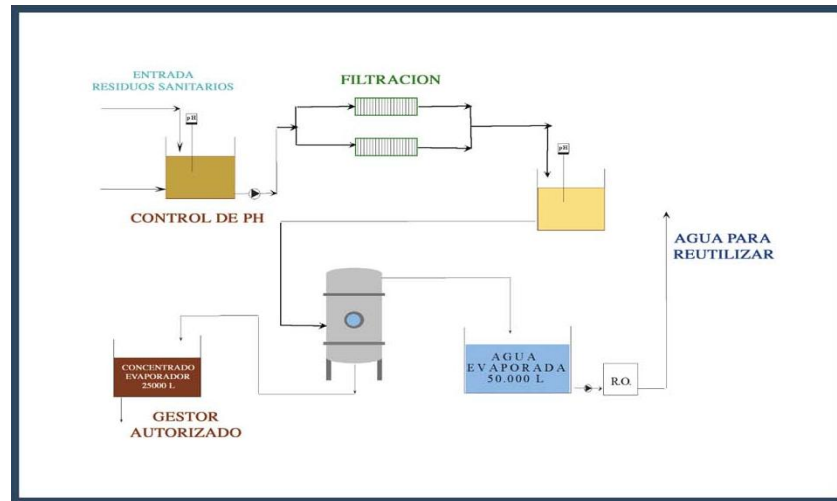 ENTRADA
RESIDUOS SANITARIOS
pH
FILTRACION
pH
CONTROL DE PH
AGUA PARA
REUTILIZAR
CONCENTRADO
EVAPORADOR
25000 L
GESTOR
AUTORIZADO
AGUA
EVAPORADA
50.000 L
R.O.